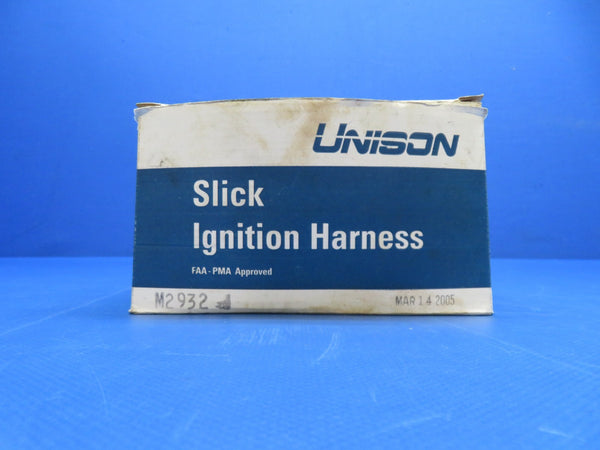 UNISON
Slick
Ignition Harness
FAA-PMA Approved
M2932
MAR 14 2005